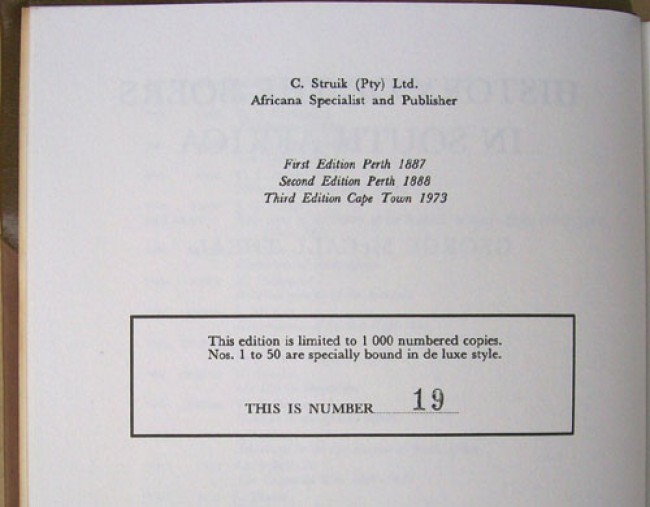 C. Struik (Pty) Ltd.
Africana Specialist and Publisher
First Edition Perth 1887
Second Edition Perth 1888
Third Edition Cape Town 1973
This edition is limited to 1 000 numbered copies.
Nos. 1 to 50 are specially bound in de luxe style.
THIS IS NUMBER 19